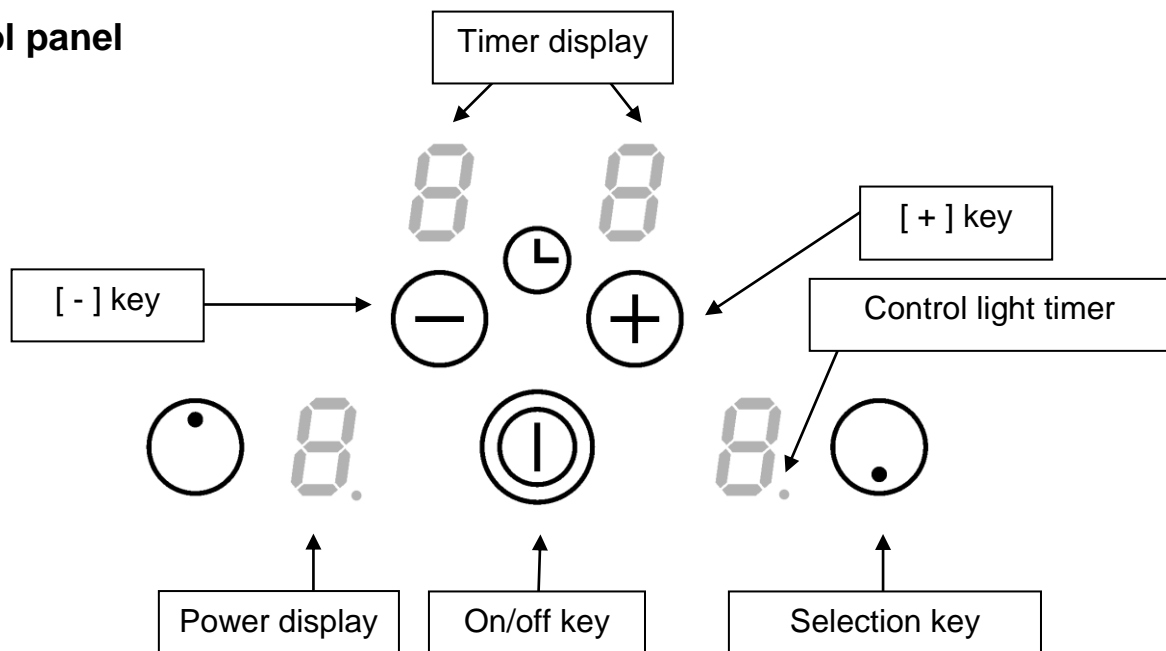 ol panel
Timer display
[ + ] key
[ - ] key
Control light timer
Power display
On/off key
Selection key